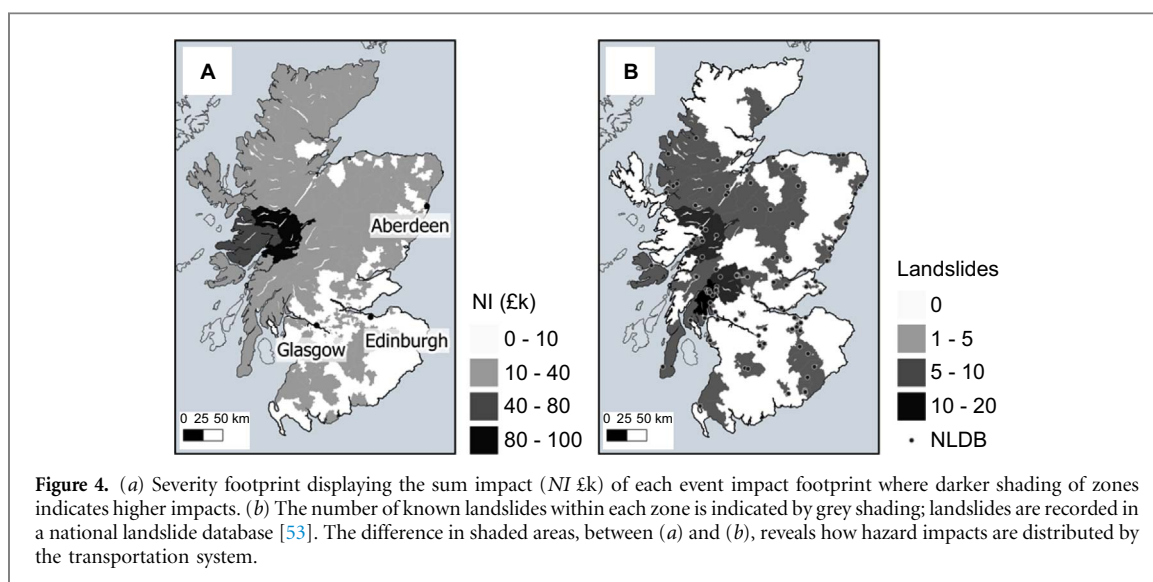 A
Aberdeen
Glasgow
Edinburgh
0 25 50 km
NI (£k)
0 - 10
10 - 40
40 - 80
80 - 100
B
0 25 50 km
Landslides
0
1 - 5
5 - 10
10 - 20
NLDB
Figure 4. (a) Severity footprint displaying the sum impact (NI £k) of each event impact footprint where darker shading of zones
indicates higher impacts. (b) The number of known landslides within each zone is indicated by grey shading; landslides are recorded in
a national landslide database [53]. The difference in shaded areas, between (a) and (b), reveals how hazard impacts are distributed by
the transportation system.